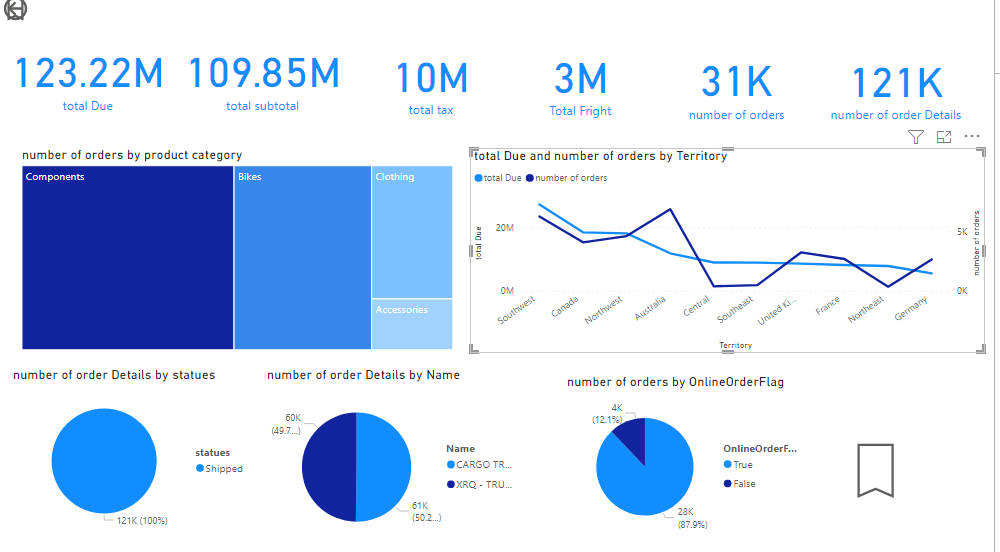 123.22M
total Due
109.85M
total subtotal
10M
total tax
3M
Total Fright
31K
number of orders
121K
number of order Details
number of orders by product category
Components
Bikes
Clothing
Accessories
total Due and number of orders by Territory
total Due
number of orders
total Due
20M
0M
5K
0K
number of orders
Southwest
Canada
Northwest
Australia
Central
Southeast
United Ki...
France
Northeast
Germany
Territory
number of order Details by statues
121K (100%)
statues
Shipped
number of order Details by Name
60K
(49.7...)
61K
(50.2...)
Name
CARGO TR...
XRQ - TRU...
number of orders by OnlineOrderFlag
4K
(12.1%)
28K
(87.9%)
OnlineOrderF...
True
False